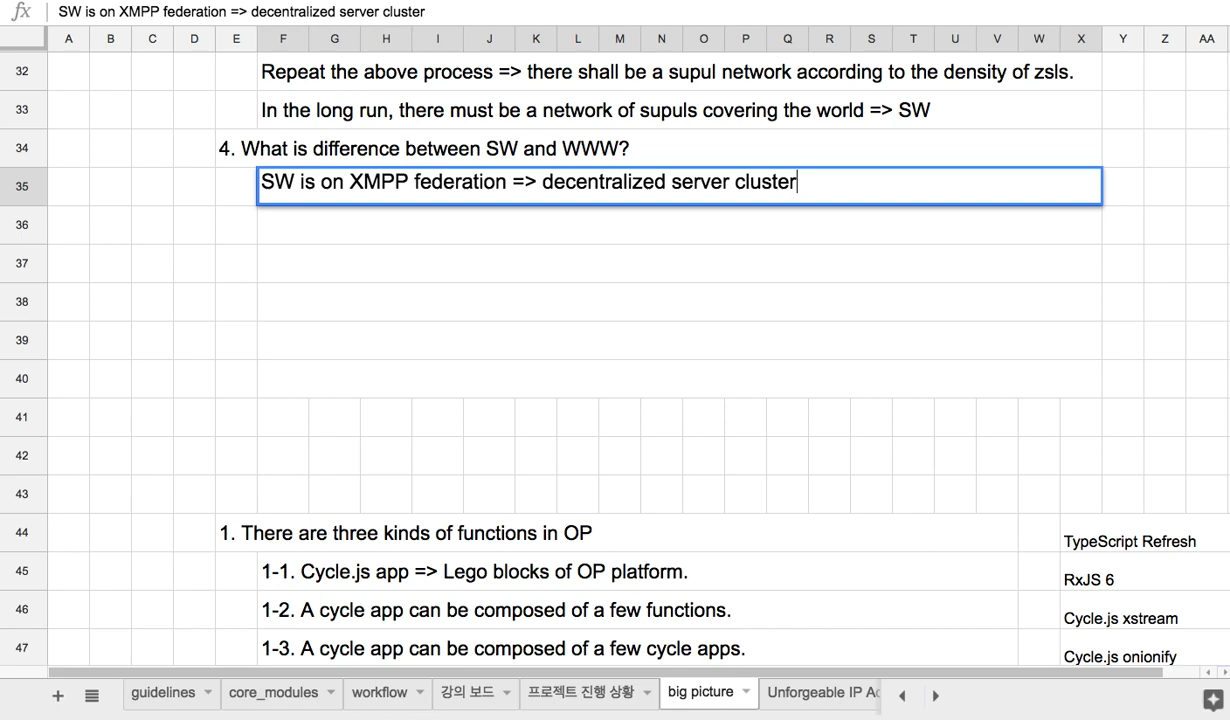 fx SW is on XMPP federation => decentralized server cluster
A B C D E F G H I J K L M N O P Q R S T U V W X Y Z AA
32 Repeat the above process => there shall be a supul network according to the density of zsls.
33 In the long run, there must be a network of supuls covering the world => SW
34 4. What is difference between SW and WWW?
35 SW is on XMPP federation => decentralized server cluster
36
37
38
39
40
41
42
43
44 1. There are three kinds of functions in OP TypeScript Refresh
45 1-1. Cycle.js app => Lego blocks of OP platform. RxJS 6
46 1-2. A cycle app can be composed of a few functions. Cycle.js xstream
47 1-3. A cycle app can be composed of a few cycle apps. Cycle.js onionify
+ guidelines core_modules workflow 강의 보드 프로젝트 진행 상황 big picture Unforgeable IP Ac